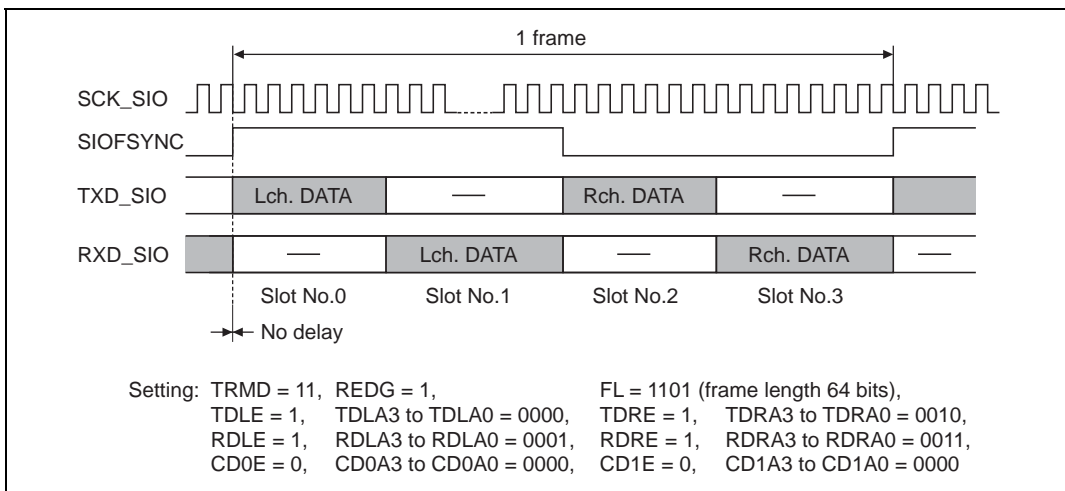 1 frame
SCK_SIO
SIOFSYNC
TXD_SIO Lch. DATA — Rch. DATA —
RXD_SIO — Lch. DATA — Rch. DATA —
Slot No.0 Slot No.1 Slot No.2 Slot No.3
No delay
Setting: TRMD = 11, REDG = 1, FL = 1101 (frame length 64 bits),
TDLE = 1, TDLA3 to TDLA0 = 0000, TDRE = 1, TDRA3 to TDRA0 = 0010,
RDLE = 1, RDLA3 to RDLA0 = 0001, RDRE = 1, RDRA3 to RDRA0 = 0011,
CD0E = 0, CD0A3 to CD0A0 = 0000, CD1E = 0, CD1A3 to CD1A0 = 0000